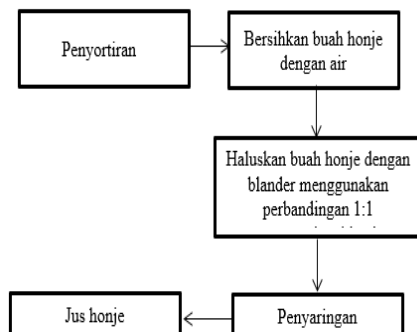 Penyortiran
Bersihkan buah honje
dengan air
Haluskan buah honje dengan
blander menggunakan
perbandingan 1:1
Penyaringan
Jus honje